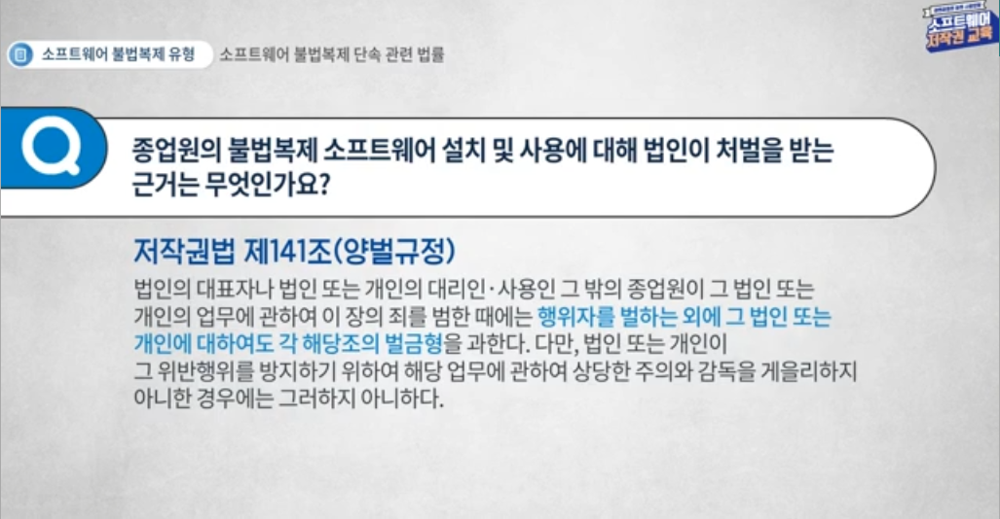 소프트웨어 불법복제 유형 소프트웨어 불법복제 단속 관련 법률
소프트웨어
저작권 교육
Q
종업원의 불법복제 소프트웨어 설치 및 사용에 대해 법인이 처벌을 받는
근거는 무엇인가요?
저작권법 제141조(양벌규정)
법인의 대표자나 법인 또는 개인의 대리인·사용인 그 밖의 종업원이 그 법인 또는
개인의 업무에 관하여 이 장의 죄를 범한 때에는 행위자를 벌하는 외에 그 법인 또는
개인에 대하여도 각 해당조의 벌금형을 과한다. 다만, 법인 또는 개인이
그 위반행위를 방지하기 위하여 해당 업무에 관하여 상당한 주의와 감독을 게을리하지
아니한 경우에는 그러하지 아니하다.